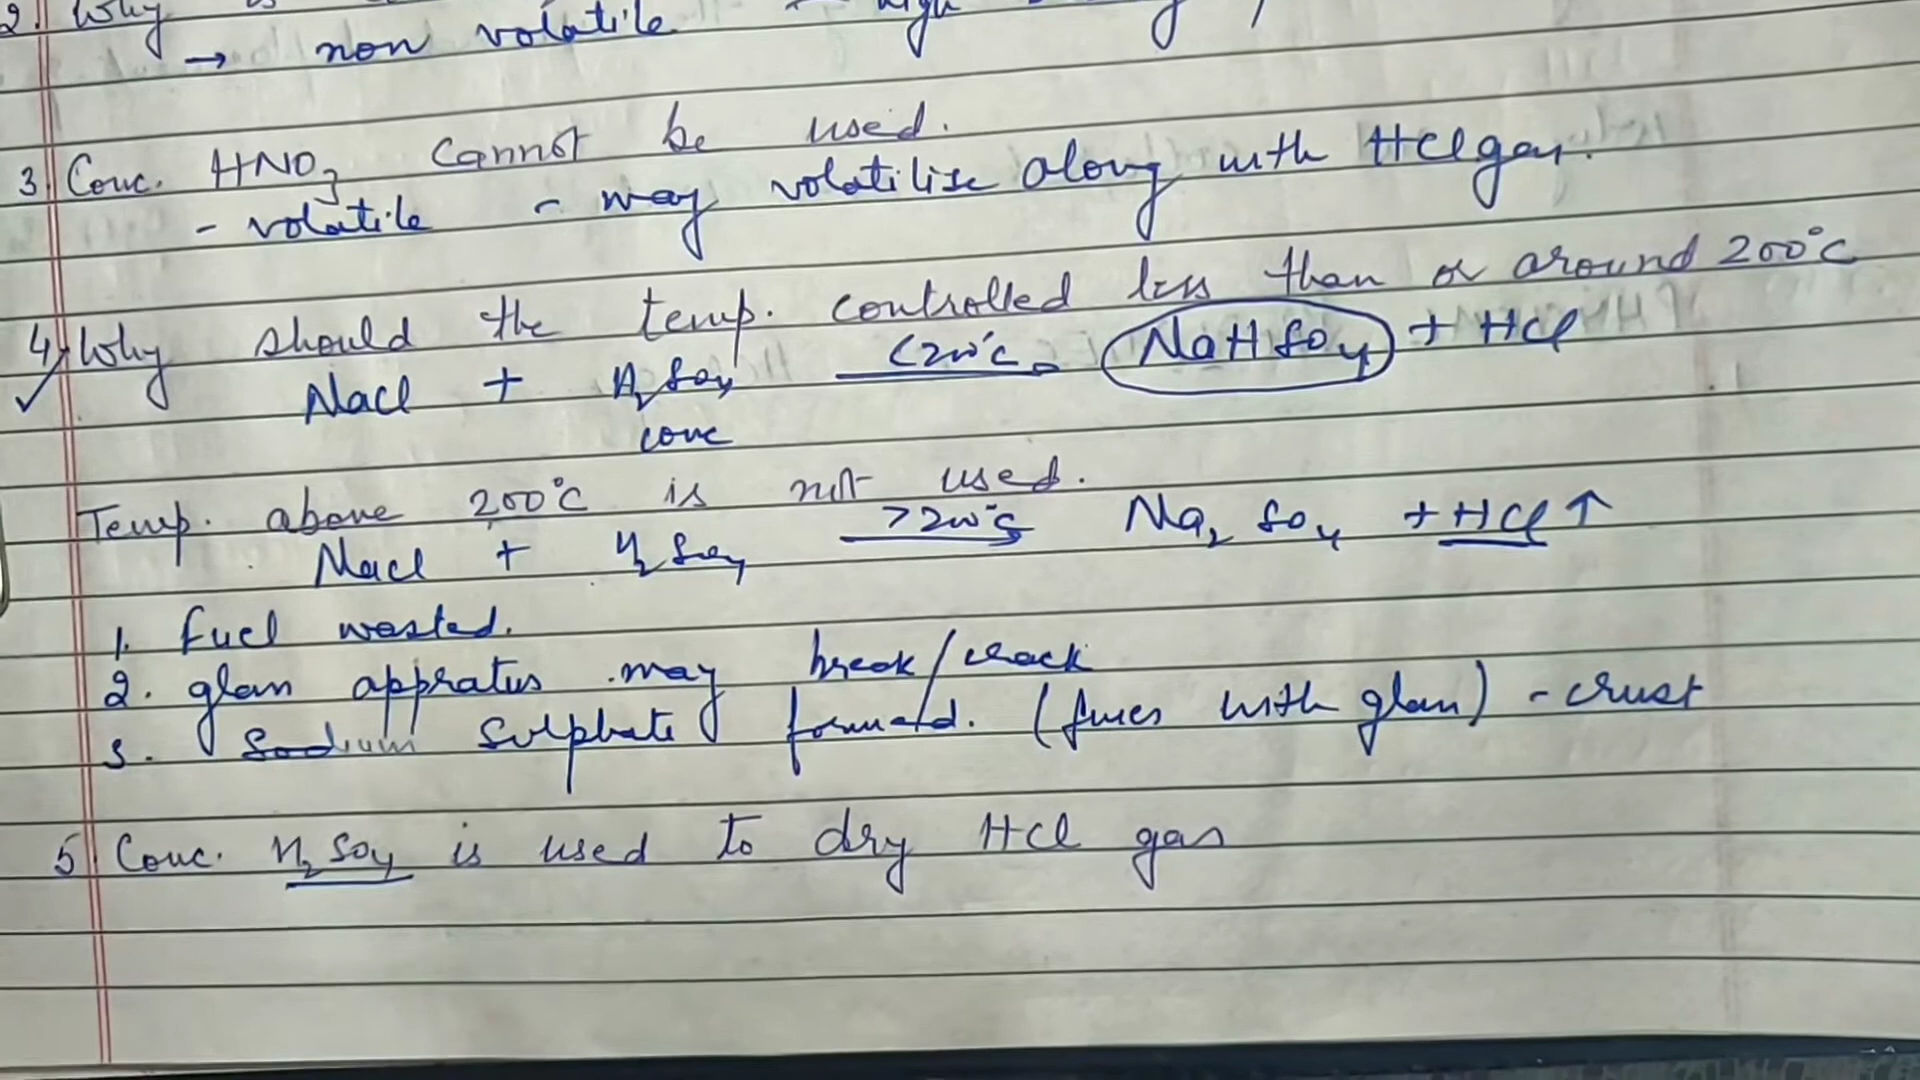 2. Why is
→ non volatile - high
3. Conc. HNO3 cannot be used.
- volatile - may volatilise along with HCl gas.
4. Why should the temp. controlled less than or around 200°C
NaCl + H2SO4 <200°C → NaHSO4 + HCl
conc
Temp. above 200°C is not used.
NaCl + H2SO4 >200°C → Na2SO4 + HCl ↑
1. fuel wasted.
2. glass appratus may break/crack
3. Sodium Sulphate formed. (fuses with glass) - crust
5. Conc. H2SO4 is used to dry HCl gas